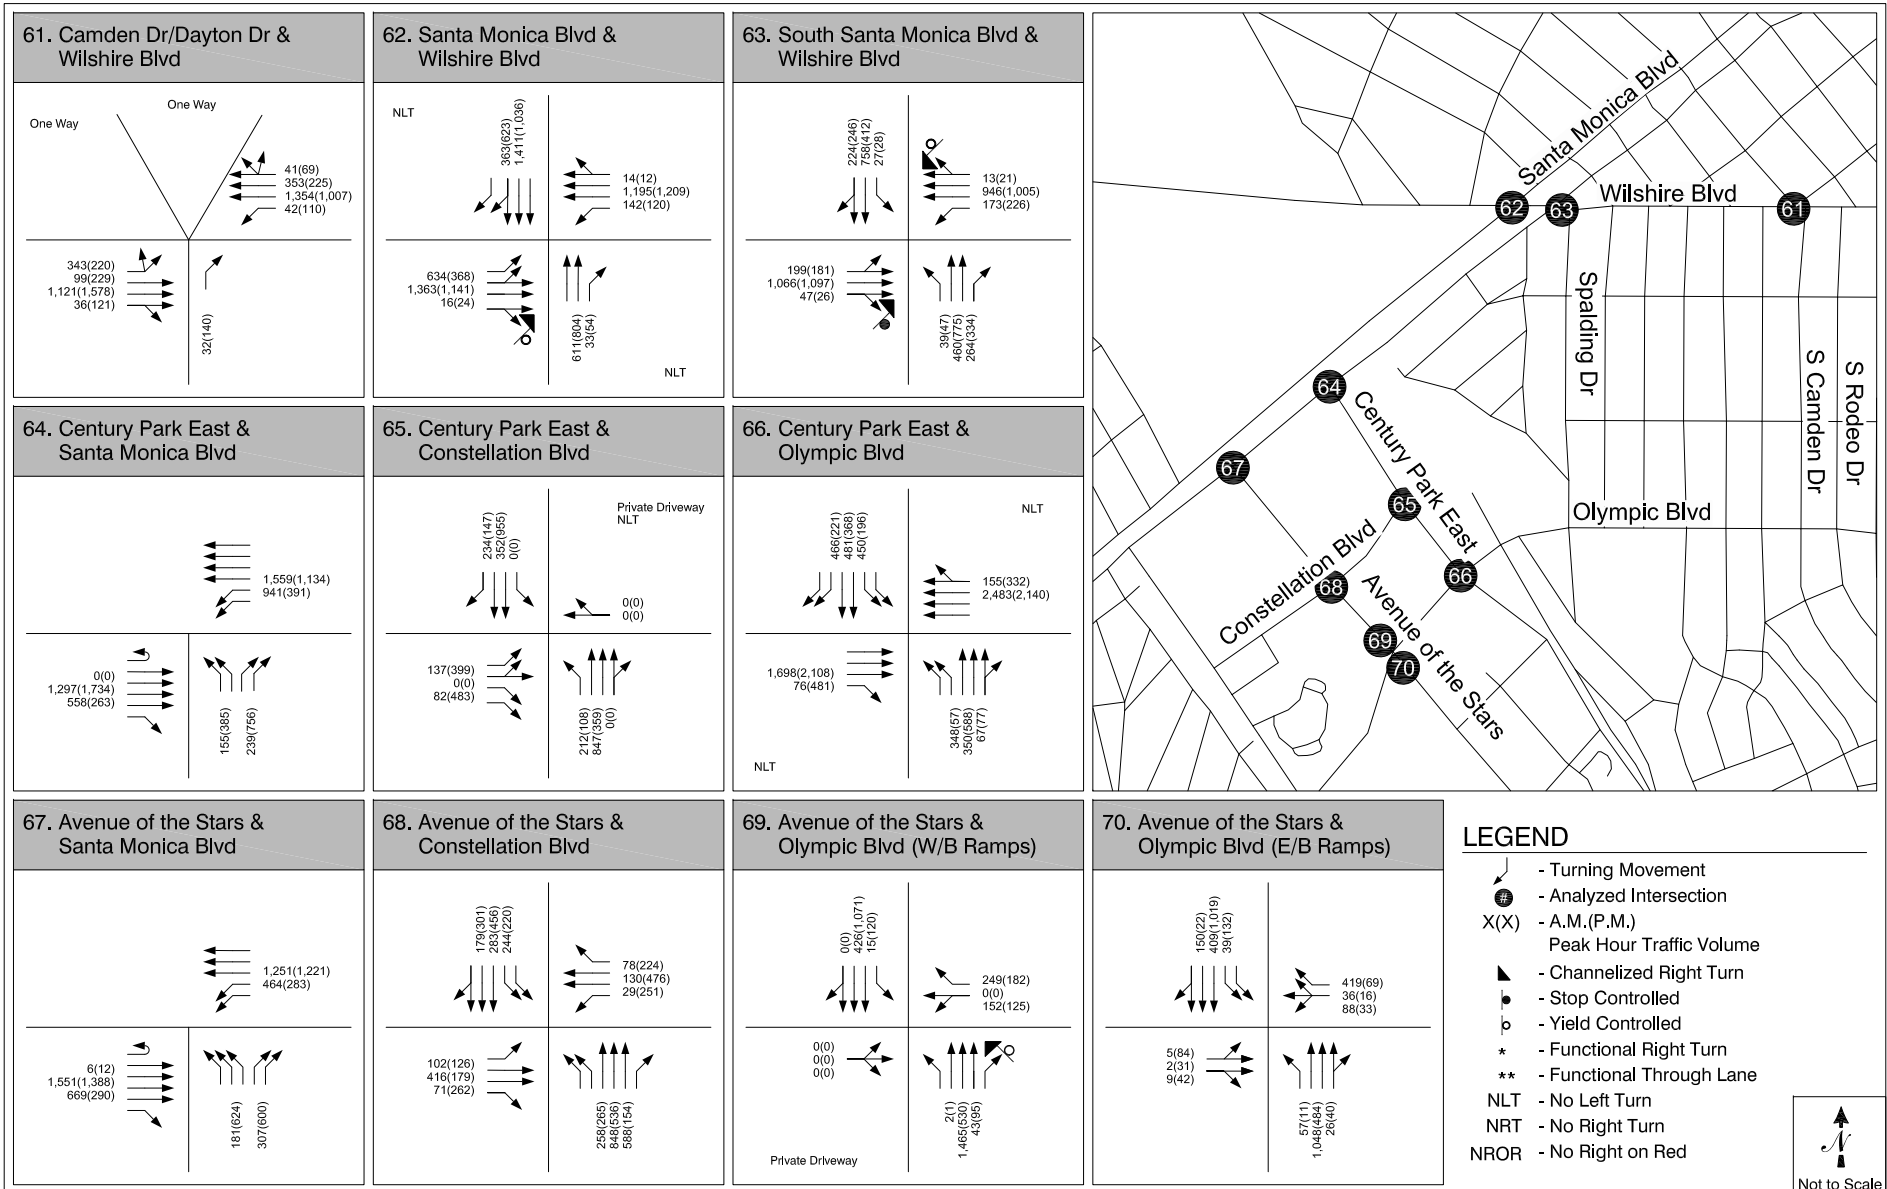 61. Camden Dr/Dayton Dr &
Wilshire Blvd
One Way
One Way
41(69)
353(225)
1,354(1,007)
42(110)
343(220)
99(229)
1,121(1,578)
36(121)
32(140)
62. Santa Monica Blvd &
Wilshire Blvd
NLT
363(623)
1,411(1,036)
14(12)
1,195(1,209)
142(120)
634(368)
1,363(1,141)
16(24)
611(804)
33(54)
NLT
63. South Santa Monica Blvd &
Wilshire Blvd
224(246)
758(412)
27(28)
13(21)
946(1,005)
173(226)
199(181)
1,066(1,097)
47(26)
39(47)
460(775)
264(334)
64. Century Park East &
Santa Monica Blvd
1,559(1,134)
941(391)
0(0)
1,297(1,734)
558(263)
155(385)
239(756)
65. Century Park East &
Constellation Blvd
Private Driveway
NLT
234(147)
352(955)
0(0)
0(0)
0(0)
137(399)
0(0)
82(483)
212(108)
847(359)
0(0)
66. Century Park East &
Olympic Blvd
NLT
466(221)
481(368)
450(196)
155(332)
2,483(2,140)
1,698(2,108)
76(481)
348(57)
350(588)
67(77)
NLT
67. Avenue of the Stars &
Santa Monica Blvd
1,251(1,221)
464(283)
6(12)
1,551(1,388)
669(290)
181(624)
307(600)
68. Avenue of the Stars &
Constellation Blvd
179(301)
283(456)
244(220)
78(224)
130(476)
29(251)
102(126)
416(179)
71(262)
258(265)
848(536)
588(154)
69. Avenue of the Stars &
Olympic Blvd (W/B Ramps)
0(0)
426(1,071)
15(120)
249(182)
0(0)
152(125)
0(0)
0(0)
0(0)
2(1)
1,465(530)
43(95)
Private Driveway
70. Avenue of the Stars &
Olympic Blvd (E/B Ramps)
150(22)
409(1,019)
39(132)
419(69)
36(16)
88(33)
5(84)
2(31)
9(42)
57(11)
1,048(484)
26(40)
Santa Monica Blvd
Wilshire Blvd
62
63
61
Spalding Dr
S Camden Dr
S Rodeo Dr
64
Century Park East
67
65
Olympic Blvd
Constellation Blvd
66
68
Avenue of the Stars
69
70
LEGEND
- Turning Movement
# - Analyzed Intersection
X(X) - A.M.(P.M.)
Peak Hour Traffic Volume
- Channelized Right Turn
- Stop Controlled
- Yield Controlled
* - Functional Right Turn
** - Functional Through Lane
NLT - No Left Turn
NRT - No Right Turn
NROR - No Right on Red
N
Not to Scale